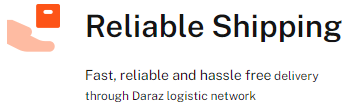 Reliable Shipping
Fast, reliable and hassle free delivery
through Daraz logistic network